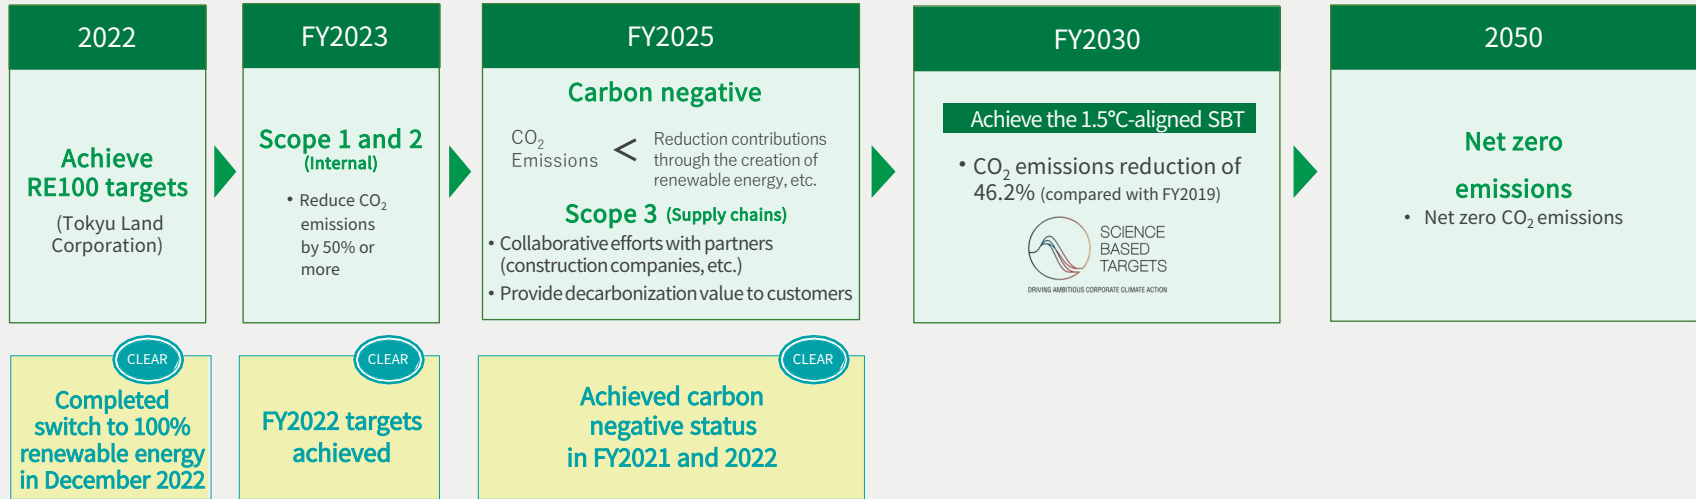 2022
Achieve
RE100 targets
(Tokyu Land
Corporation)
FY2023
Scope 1 and 2
(Internal)
• Reduce CO₂
emissions
by 50% or
more
FY2025
Carbon negative
CO₂
Emissions
<
Reduction contributions
through the creation of
renewable energy, etc.
Scope 3 (Supply chains)
• Collaborative efforts with partners
(construction companies, etc.)
• Provide decarbonization value to customers
FY2030
Achieve the 1.5°C-aligned SBT
• CO₂ emissions reduction of
46.2% (compared with FY2019)
SCIENCE
BASED
TARGETS
DRIVING AMBITIOUS CORPORATE CLIMATE ACTION
2050
Net zero
emissions
• Net zero CO₂ emissions
CLEAR
Completed
switch to 100%
renewable energy
in December 2022
CLEAR
FY2022 targets
achieved
CLEAR
Achieved carbon
negative status
in FY2021 and 2022